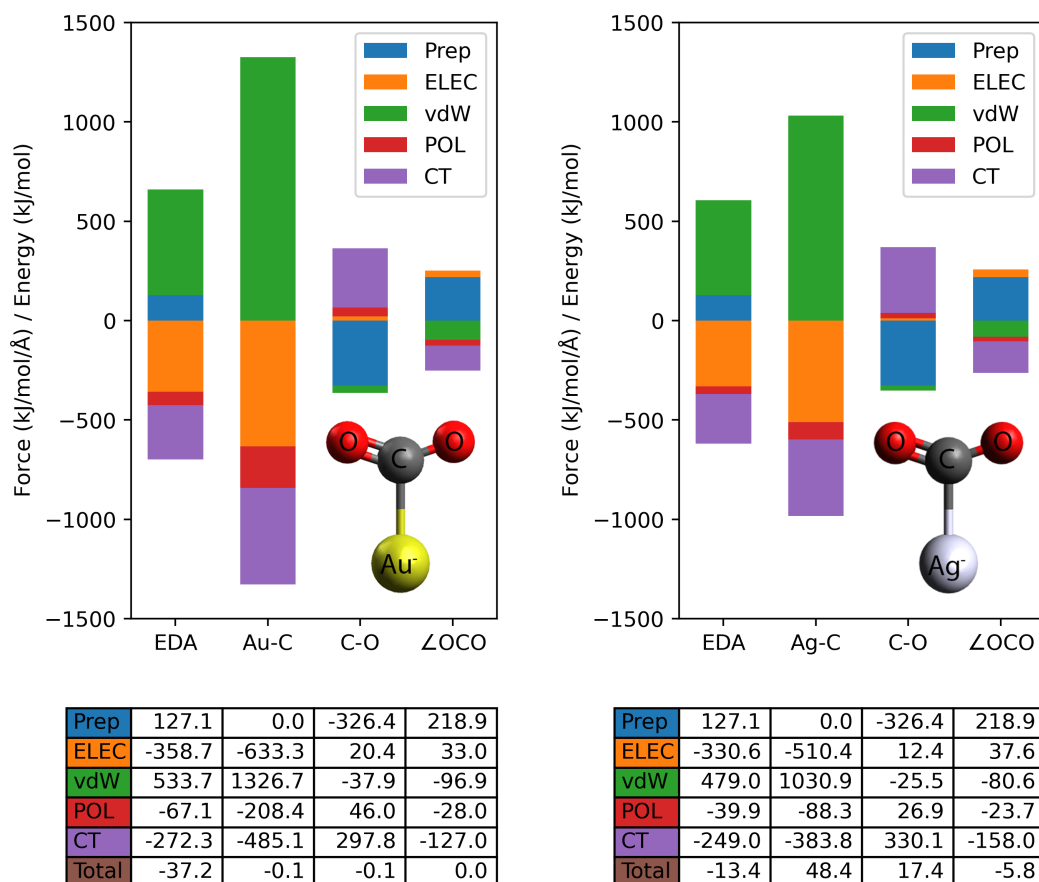 Force (kJ/mol/Å) / Energy (kJ/mol)
1500
1000
500
0
−500
−1000
−1500
Prep
ELEC
vdW
POL
CT
O C O
Au-
EDA Au-C C-O ∠OCO
Prep 127.1 0.0 -326.4 218.9
ELEC -358.7 -633.3 20.4 33.0
vdW 533.7 1326.7 -37.9 -96.9
POL -67.1 -208.4 46.0 -28.0
CT -272.3 -485.1 297.8 -127.0
Total -37.2 -0.1 -0.1 0.0
Force (kJ/mol/Å) / Energy (kJ/mol)
1500
1000
500
0
−500
−1000
−1500
Prep
ELEC
vdW
POL
CT
O C O
Ag-
EDA Ag-C C-O ∠OCO
Prep 127.1 0.0 -326.4 218.9
ELEC -330.6 -510.4 12.4 37.6
vdW 479.0 1030.9 -25.5 -80.6
POL -39.9 -88.3 26.9 -23.7
CT -249.0 -383.8 330.1 -158.0
Total -13.4 48.4 17.4 -5.8